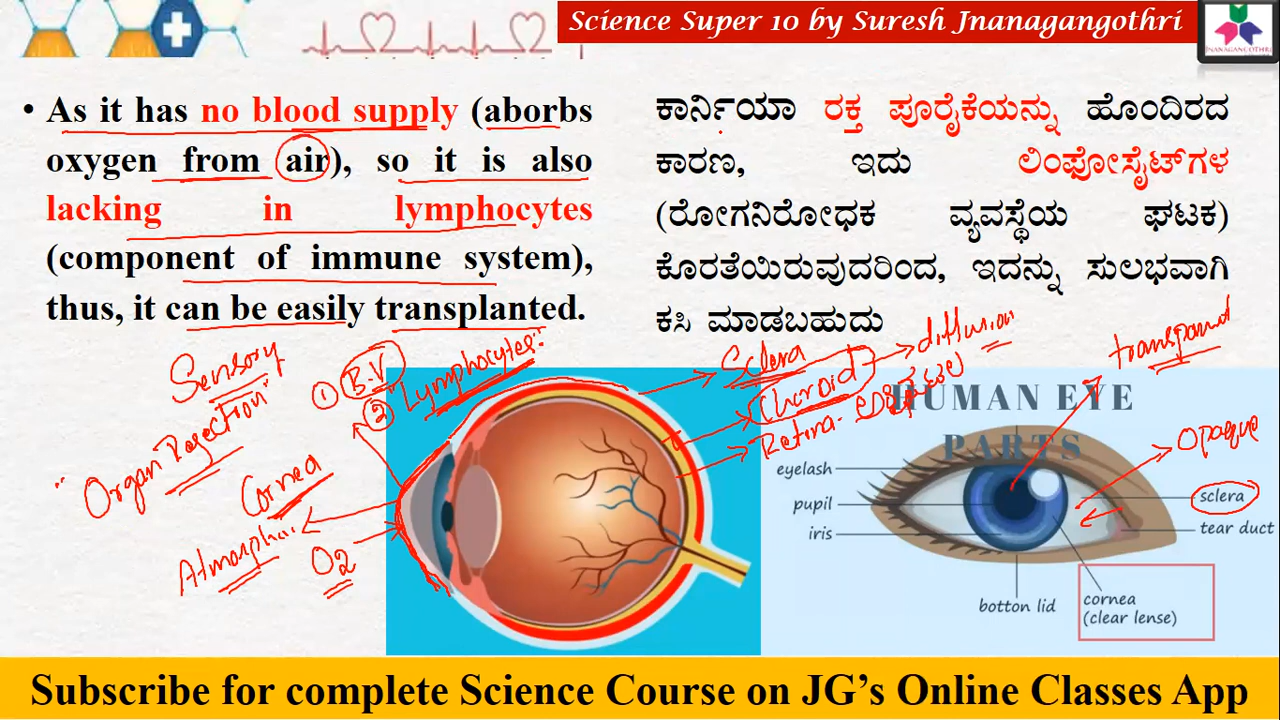 Science Super 10 by Suresh Jnanagangothri
JNANAGANGOTHRI
• As it has no blood supply (aborbs
oxygen from air), so it is also
lacking in lymphocytes
(component of immune system),
thus, it can be easily transplanted.
ಕಾರ್ನಿಯಾ ರಕ್ತ ಪೂರೈಕೆಯನ್ನು ಹೊಂದಿರದ
ಕಾರಣ, ಇದು ಲಿಂಫೋಸೈಟ್‌ಗಳ
(ರೋಗನಿರೋಧಕ ವ್ಯವಸ್ಥೆಯ ಘಟಕ)
ಕೊರತೆಯಿರುವುದರಿಂದ, ಇದನ್ನು ಸುಲಭವಾಗಿ
ಕಸಿ ಮಾಡಬಹುದು
Sensory
"Organ Rejection"
Cornea
O2
① B.V
② Lymphocytes
Sclera
Choroid
diffusion
Retina-
transparent
Opaque
HUMAN EYE
PARTS
eyelash
pupil
iris
sclera
tear duct
botton lid
cornea
(clear lense)
Subscribe for complete Science Course on JG's Online Classes App